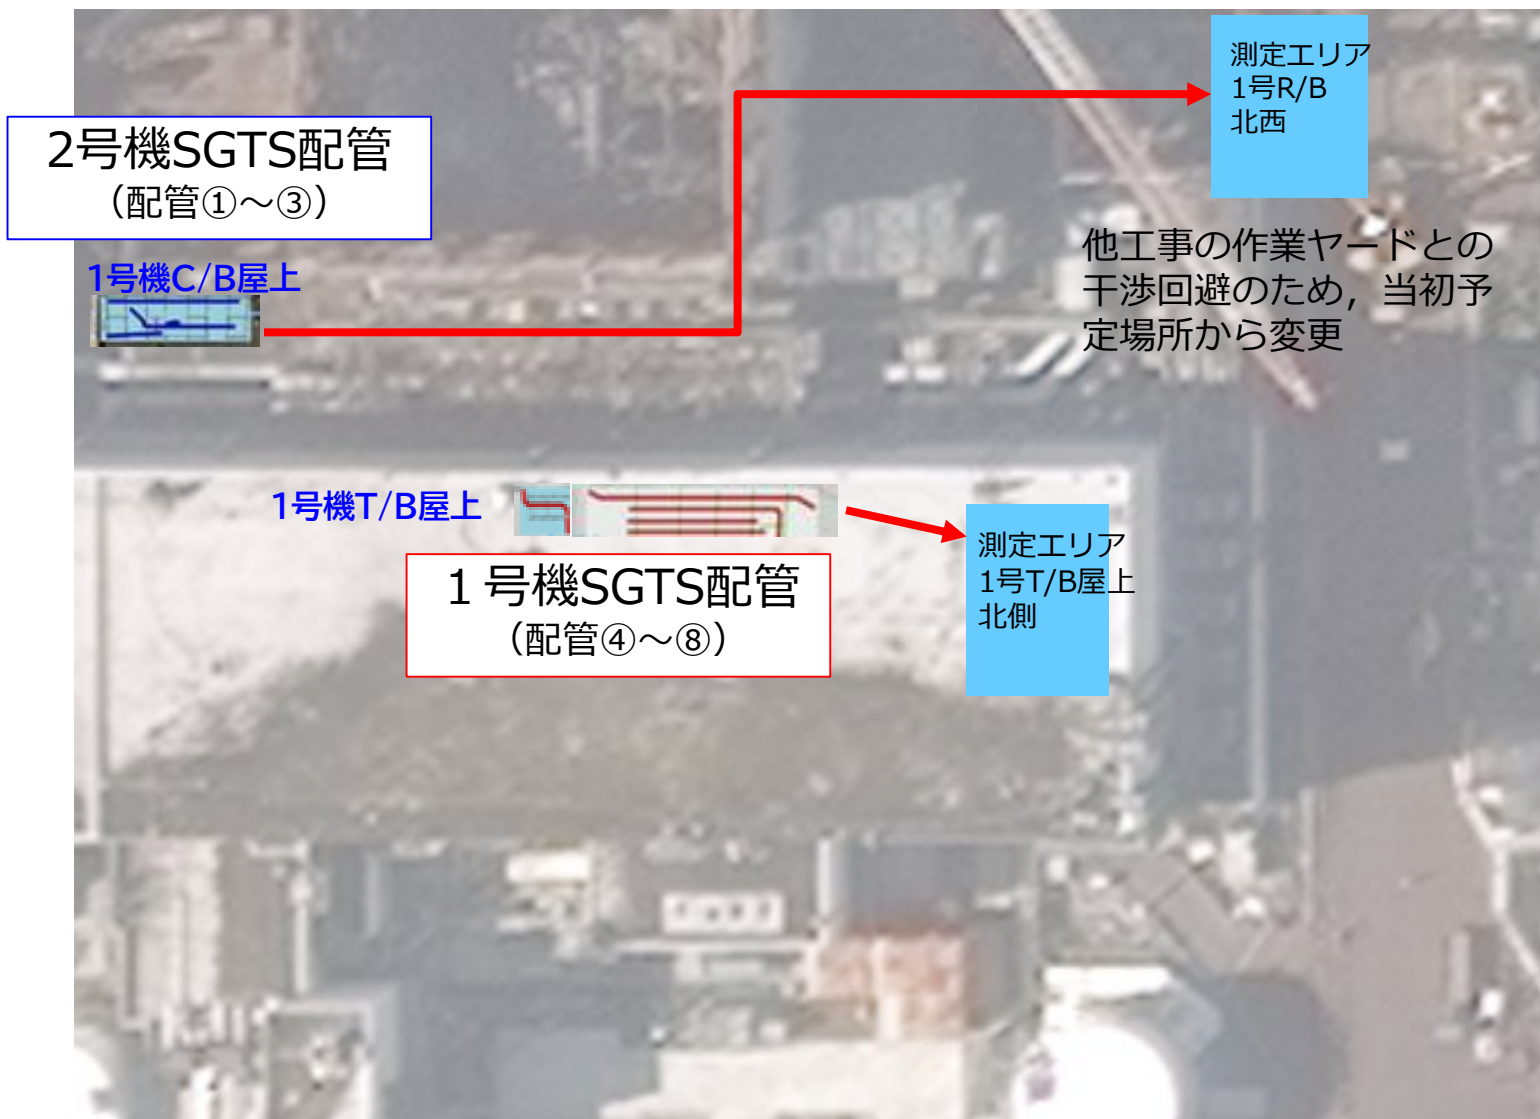 測定エリア
1号R/B
北西
2号機SGTS配管
（配管①～③）
1号機C/B屋上
他工事の作業ヤードとの
干渉回避のため，当初予
定場所から変更
1号機T/B屋上
１号機SGTS配管
（配管④～⑧）
測定エリア
1号T/B屋上
北側